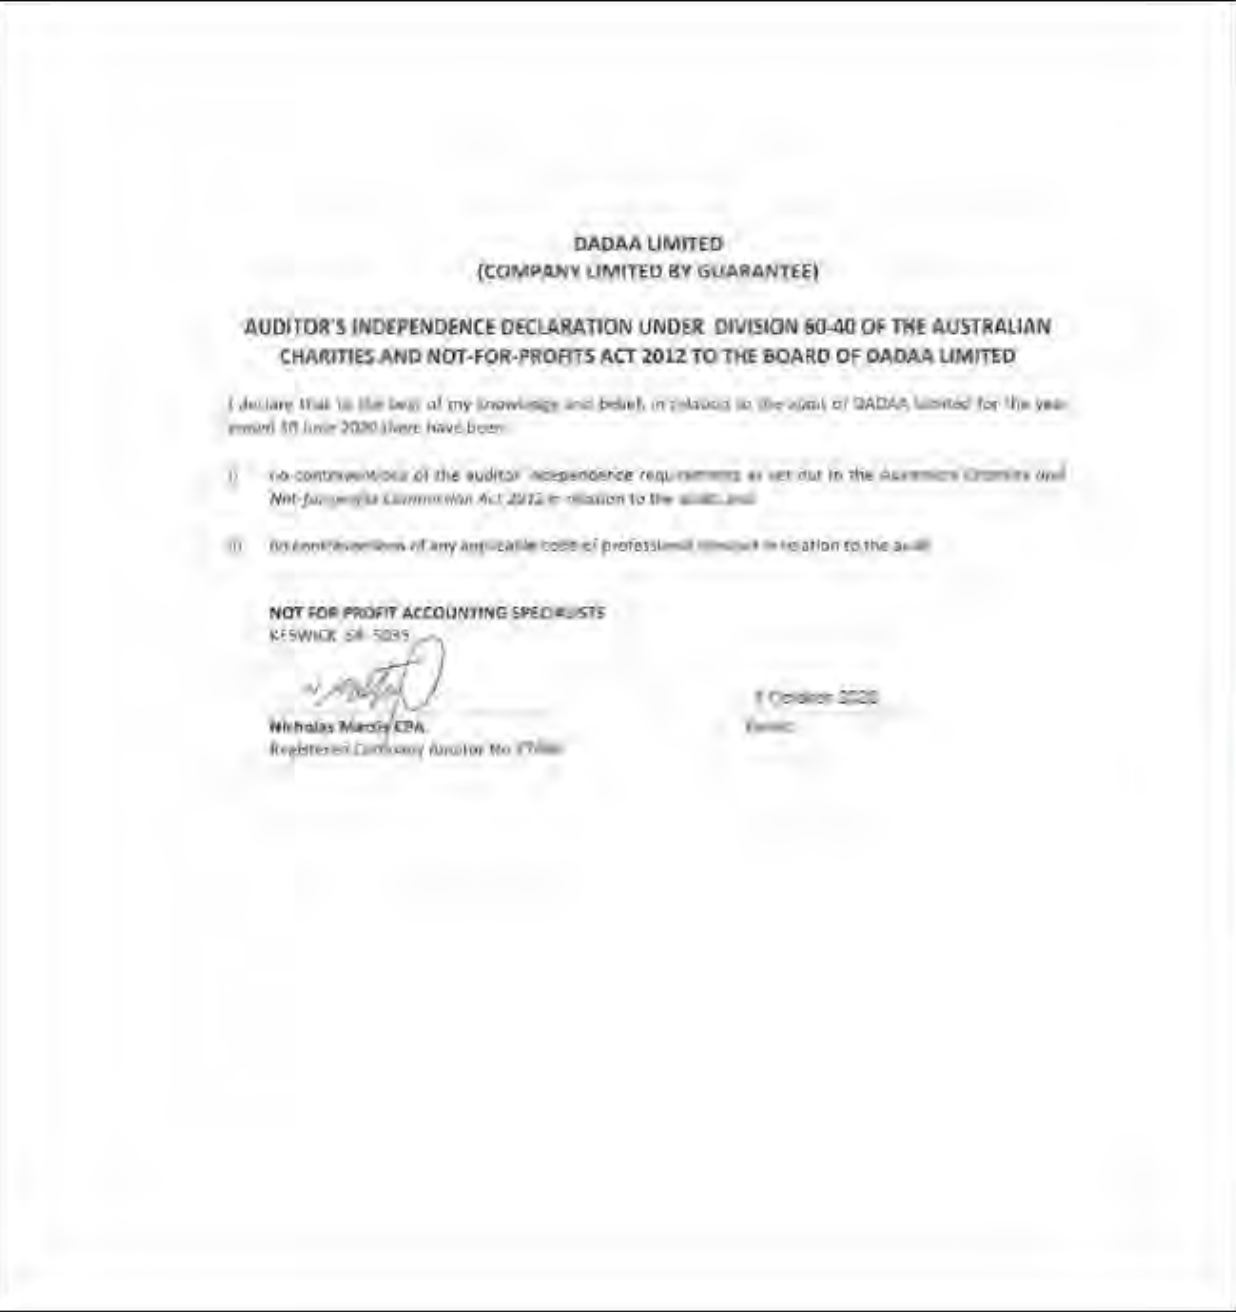 DADAA LIMITED
(COMPANY LIMITED BY GUARANTEE)
AUDITOR'S INDEPENDENCE DECLARATION UNDER DIVISION 60-40 OF THE AUSTRALIAN
CHARITIES AND NOT-FOR-PROFITS ACT 2012 TO THE BOARD OF DADAA LIMITED
I declare that to the best of my knowledge and belief, in relation to the audit of DADAA Limited for the year
ended 30 June 2020 there have been:
i) no contraventions of the auditor independence requirements as set out in the Australian Charities and
Not-for-profits Commission Act 2012 in relation to the audit; and
ii) no contraventions of any applicable code of professional conduct in relation to the audit
NOT FOR PROFIT ACCOUNTING SPECIALISTS
KESWICK SA 5035
Nicholas CPA
Registered Company Auditor No
October 2020